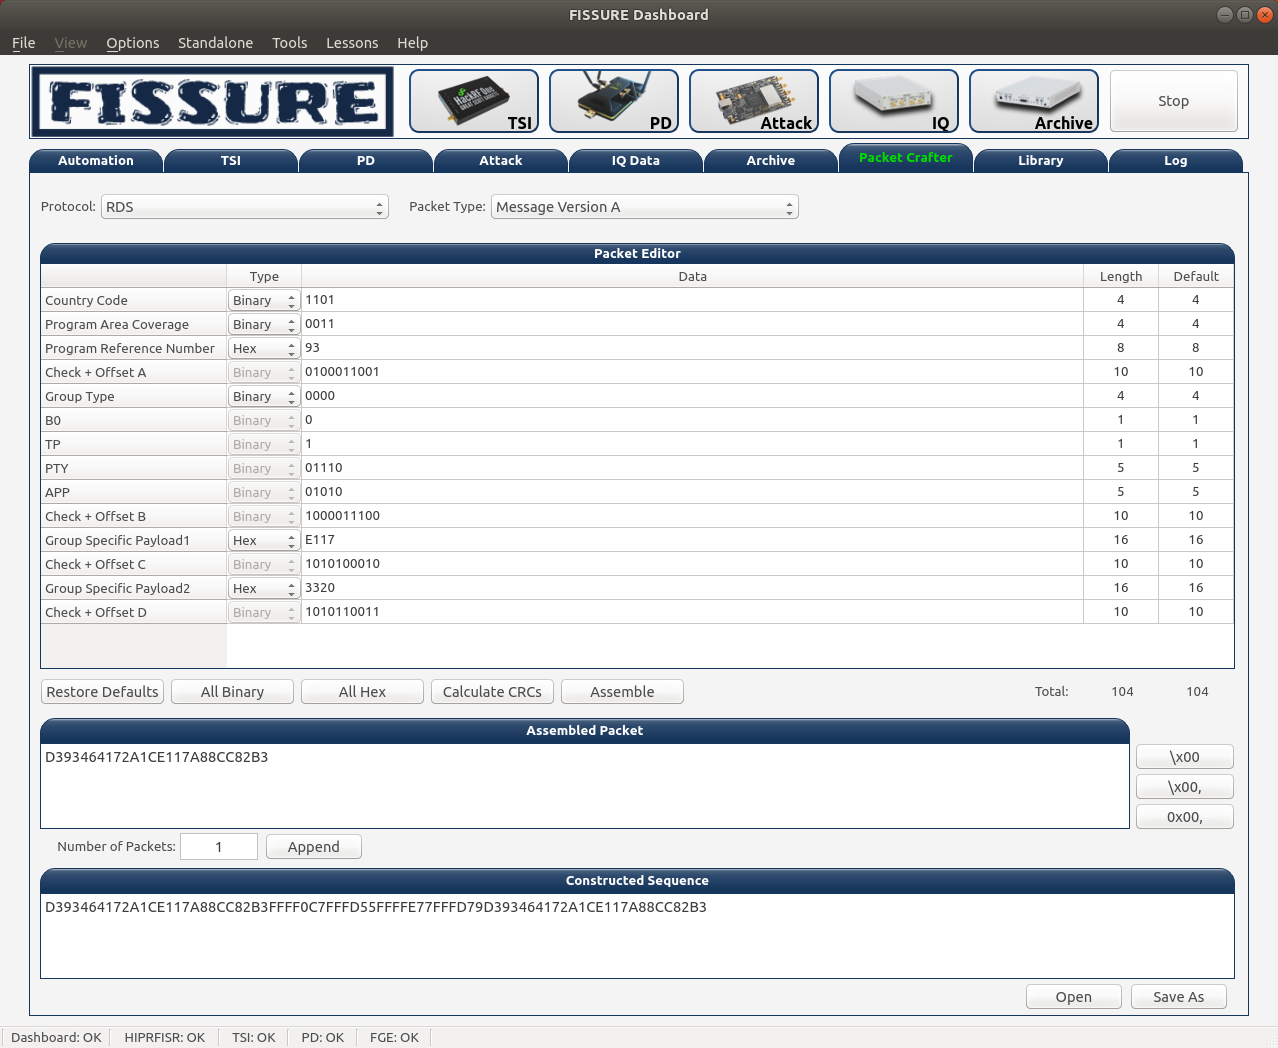 FISSURE Dashboard
File View Options Standalone Tools Lessons Help
FISSURE
HackRF One
GREAT SCOTT GADGETS
TSI PD Attack IQ Archive Stop
Automation TSI PD Attack IQ Data Archive Packet Crafter Library Log
Protocol: RDS Packet Type: Message Version A
Packet Editor
Type Data Length Default
Country Code Binary 1101 4 4
Program Area Coverage Binary 0011 4 4
Program Reference Number Hex 93 8 8
Check + Offset A Binary 0100011001 10 10
Group Type Binary 0000 4 4
B0 Binary 0 1 1
TP Binary 1 1 1
PTY Binary 01110 5 5
APP Binary 01010 5 5
Check + Offset B Binary 1000011100 10 10
Group Specific Payload1 Hex E117 16 16
Check + Offset C Binary 1010100010 10 10
Group Specific Payload2 Hex 3320 16 16
Check + Offset D Binary 1010110011 10 10
Restore Defaults All Binary All Hex Calculate CRCs Assemble Total: 104 104
Assembled Packet
D393464172A1CE117A88CC82B3
\x00
\x00,
0x00,
Number of Packets: 1 Append
Constructed Sequence
D393464172A1CE117A88CC82B3FFFF0C7FFFD55FFFFE77FFFD79D393464172A1CE117A88CC82B3
Open Save As
Dashboard: OK HIPRFISR: OK TSI: OK PD: OK FGE: OK